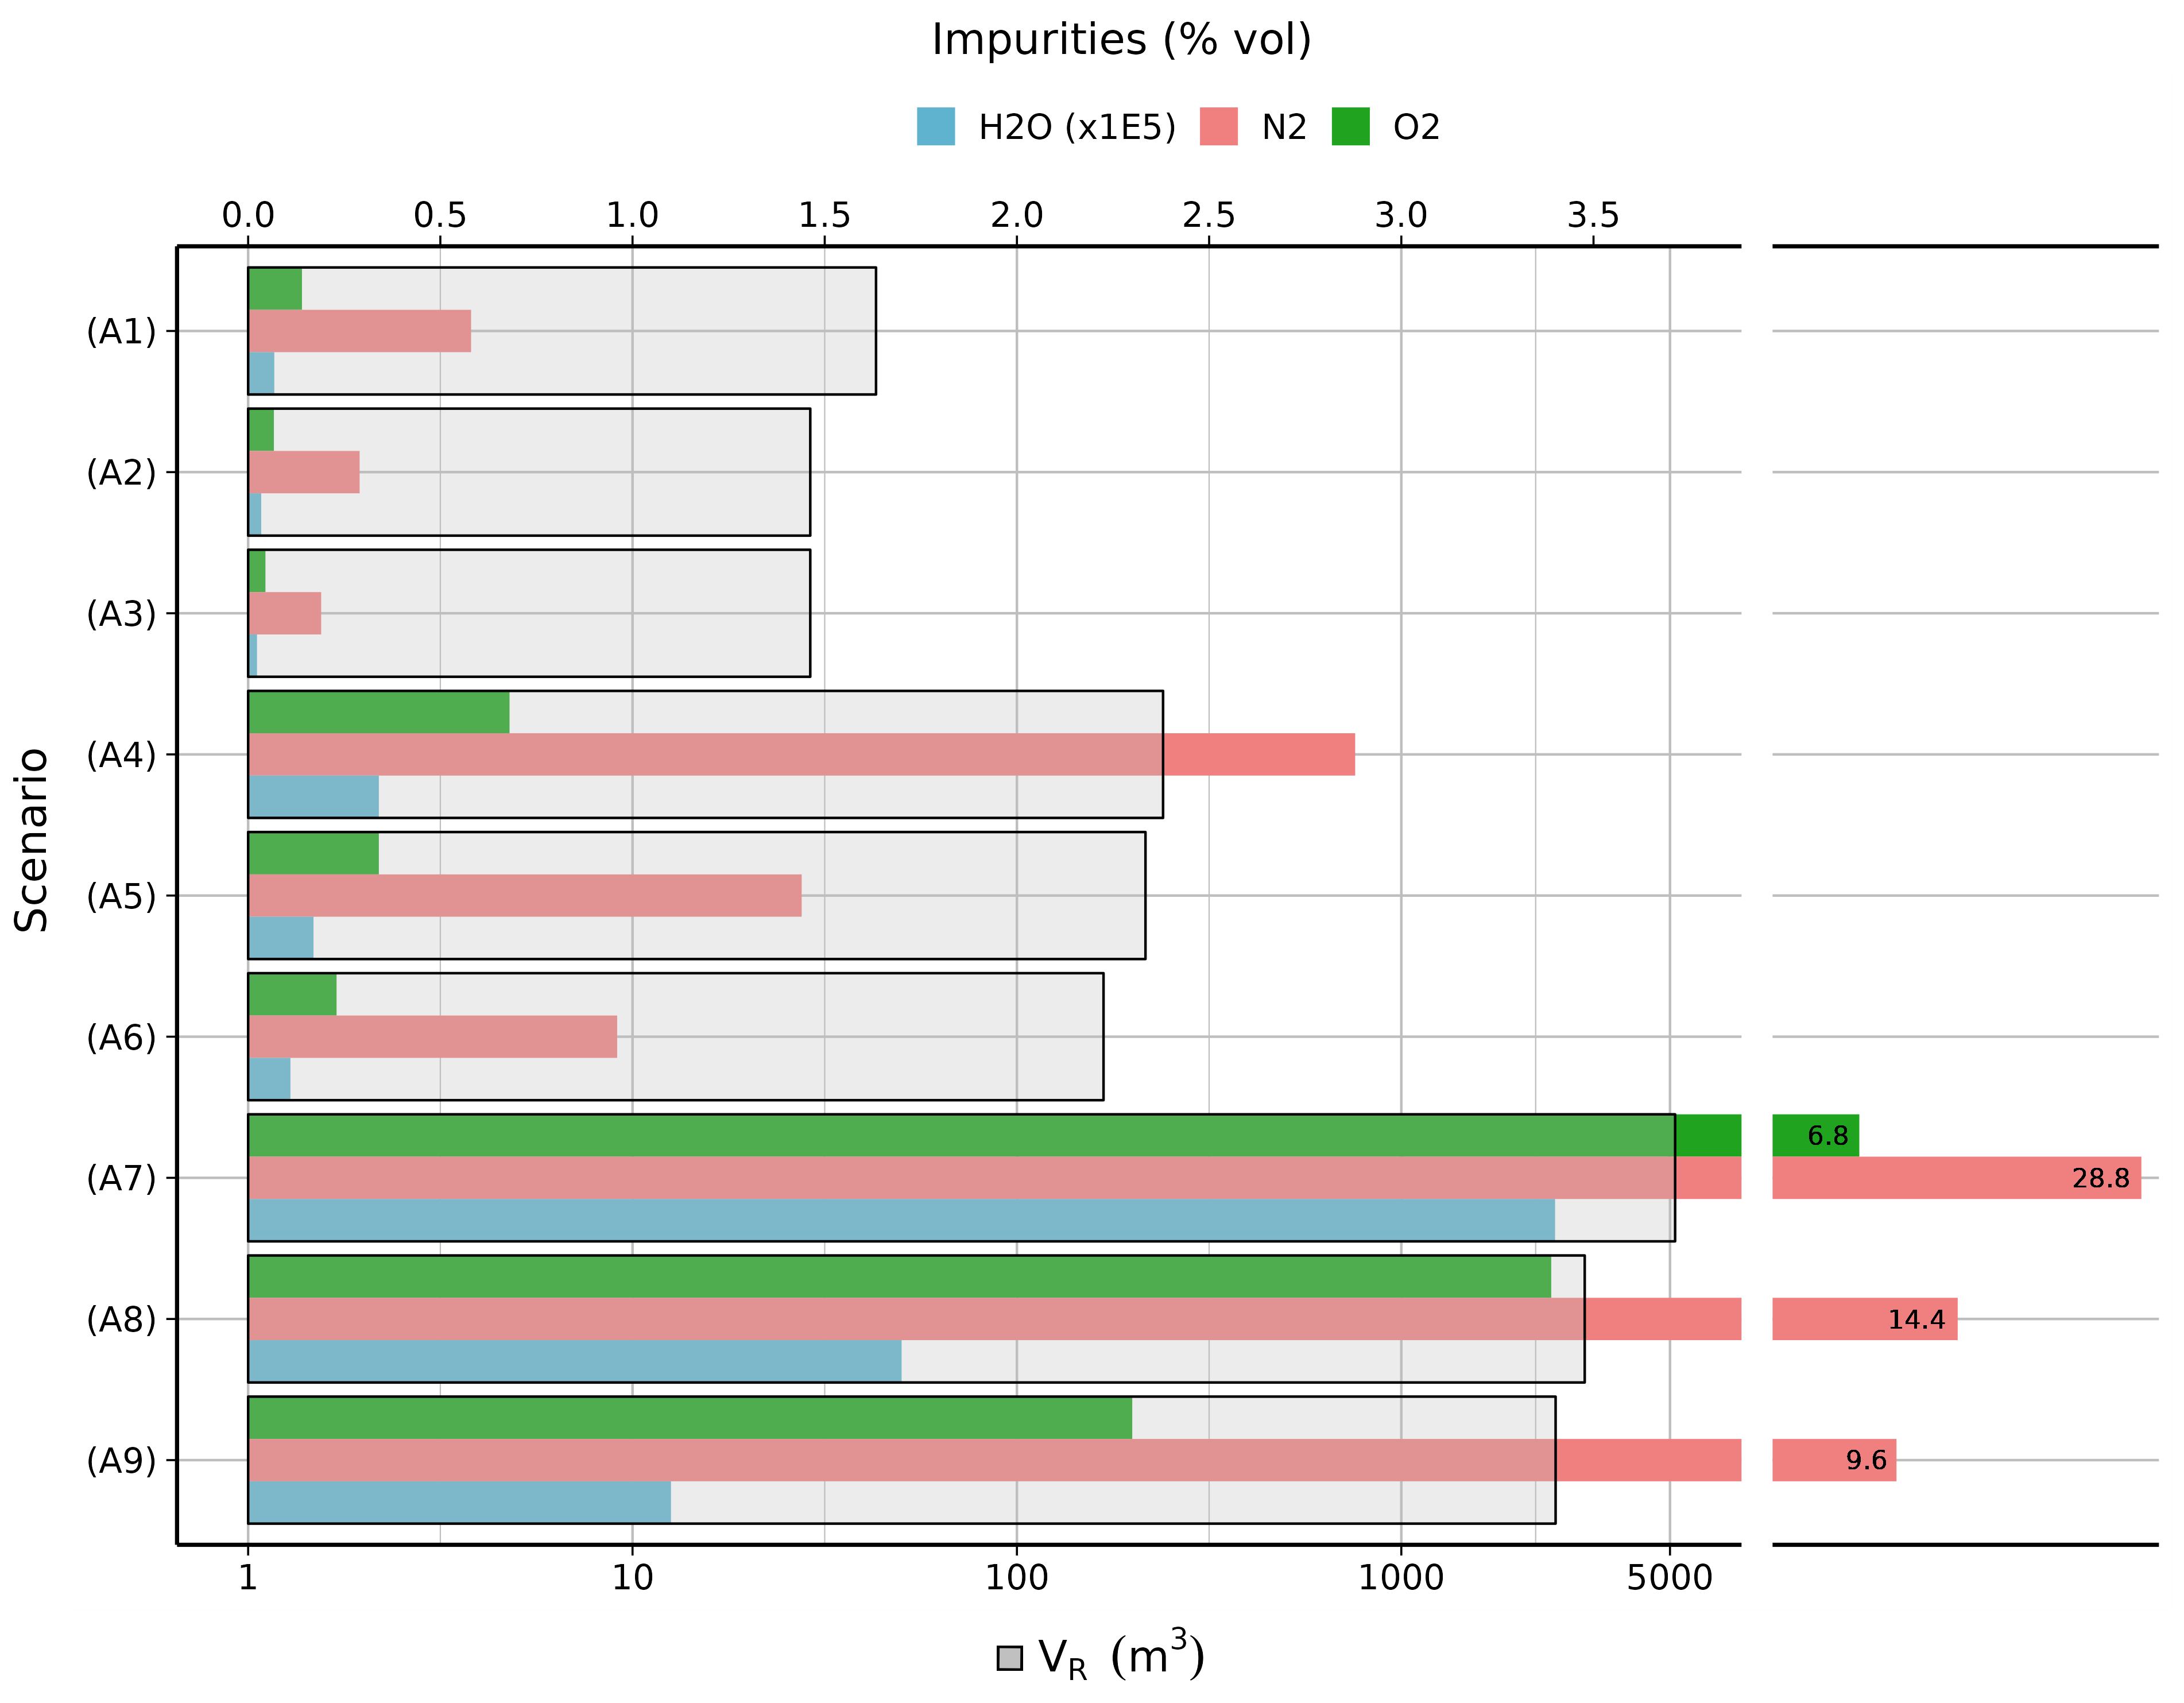 Impurities (% vol)
H2O (x1E5) N2 O2
0.0 0.5 1.0 1.5 2.0 2.5 3.0 3.5
Scenario
(A1)
(A2)
(A3)
(A4)
(A5)
(A6)
6.8
(A7) 28.8
(A8) 14.4
(A9) 9.6
1 10 100 1000 5000
V_R (m^3)